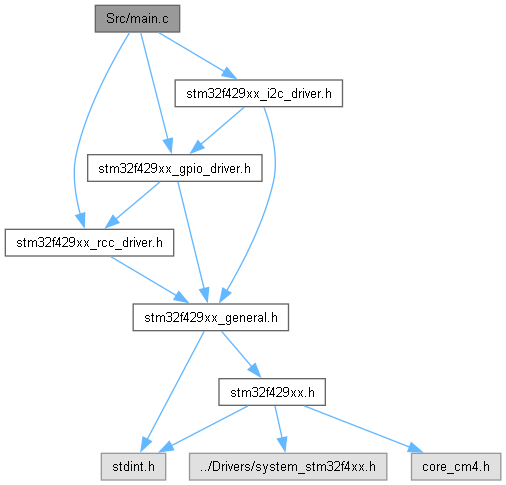 Src/main.c
stm32f429xx_i2c_driver.h
stm32f429xx_gpio_driver.h
stm32f429xx_rcc_driver.h
stm32f429xx_general.h
stm32f429xx.h
stdint.h
../Drivers/system_stm32f4xx.h
core_cm4.h